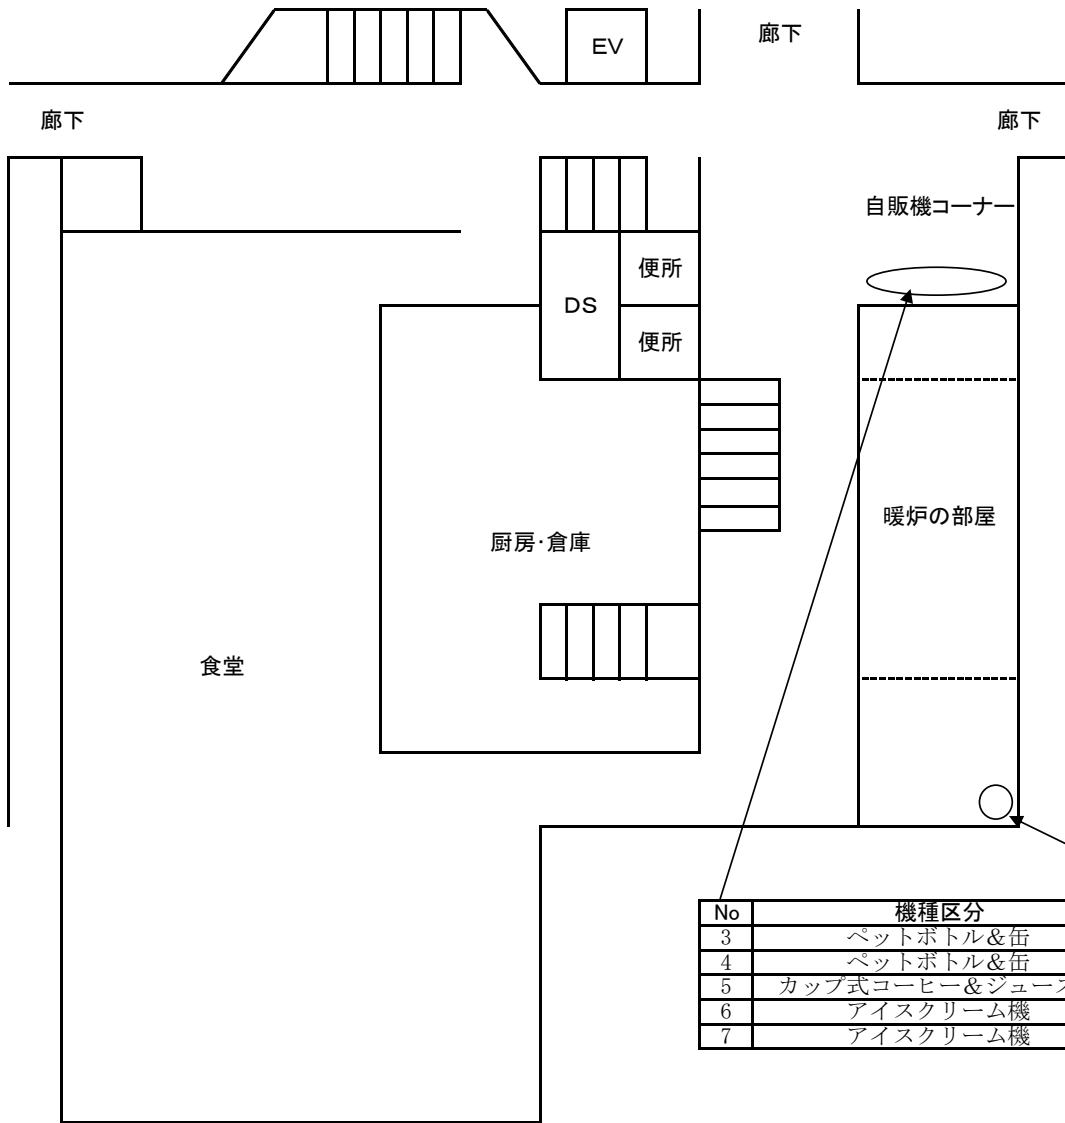 廊下
EV
廊下
廊下
自販機コーナー
便所
DS
便所
暖炉の部屋
厨房・倉庫
食堂
No 機種区分
3 ペットボトル&缶
4 ペットボトル&缶
5 カップ式コーヒー&ジュース
6 アイスクリーム機
7 アイスクリーム機